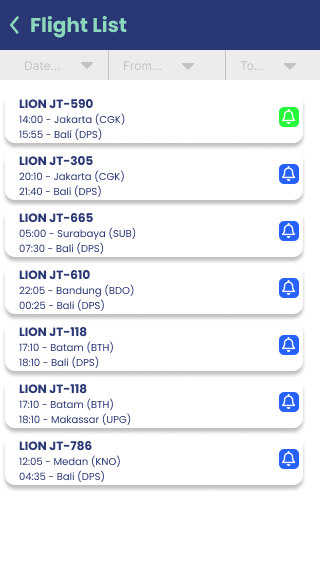 Flight List
Date... From... To...
LION JT-590
14:00 - Jakarta (CGK)
15:55 - Bali (DPS)
LION JT-305
20:10 - Jakarta (CGK)
21:40 - Bali (DPS)
LION JT-665
05:00 - Surabaya (SUB)
07:30 - Bali (DPS)
LION JT-610
22:05 - Bandung (BDO)
00:25 - Bali (DPS)
LION JT-118
17:10 - Batam (BTH)
18:10 - Bali (DPS)
LION JT-118
17:10 - Batam (BTH)
18:10 - Makassar (UPG)
LION JT-786
12:05 - Medan (KNO)
04:35 - Bali (DPS)